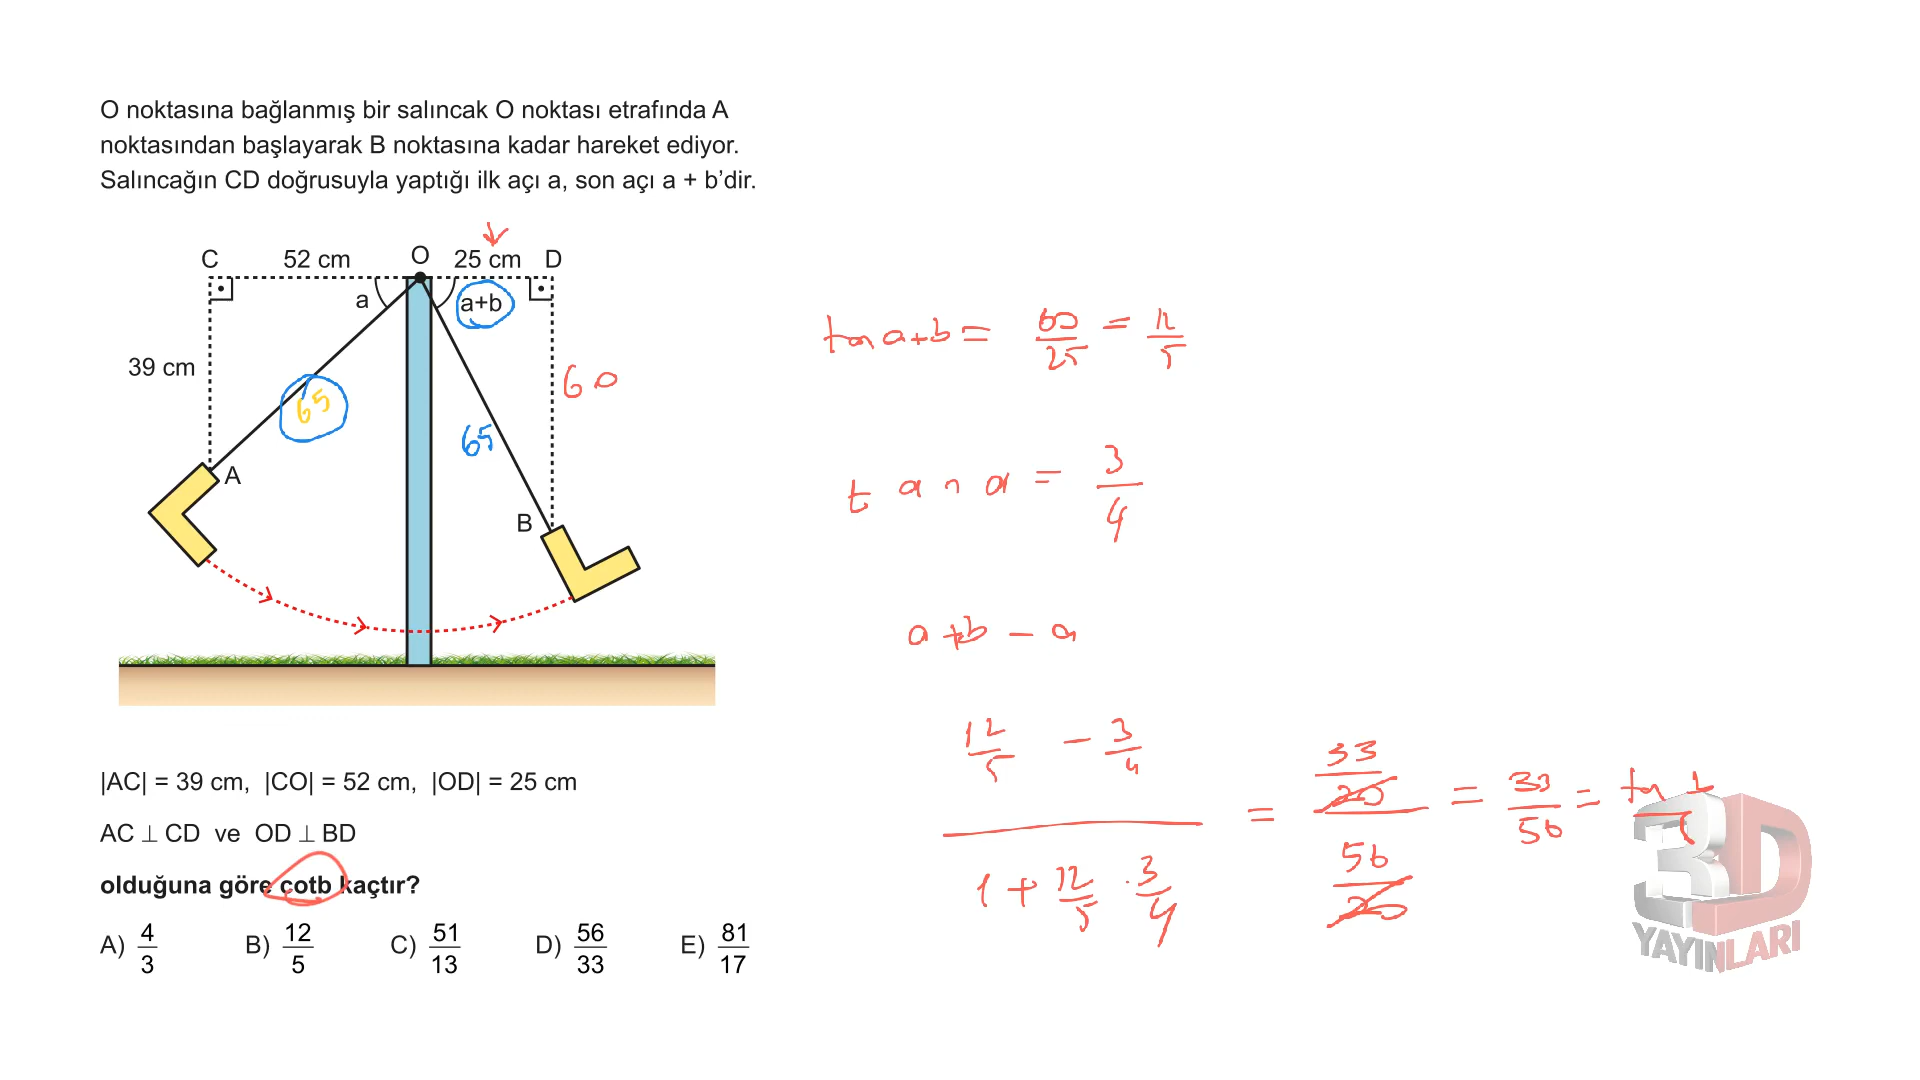 O noktasına bağlanmış bir salıncak O noktası etrafında A
noktasından başlayarak B noktasına kadar hareket ediyor.
Salıncağın CD doğrusuyla yaptığı ilk açı a, son açı a + b’dir.
C 52 cm O 25 cm D
a a+b
39 cm
60
65
65
A
B
|AC| = 39 cm, |CO| = 52 cm, |OD| = 25 cm
AC ⊥ CD ve OD ⊥ BD
olduğuna göre cotb kaçtır?
A) 4/3 B) 12/5 C) 51/13 D) 56/33 E) 81/17
tan a+b = 60/25 = 12/5
tan a = 3/4
a+b - a
12/5 - 3/4
1 + 12/5 . 3/4
= 33/20 / 56/20 = 33/56 = tan b
3D
YAYINLARI